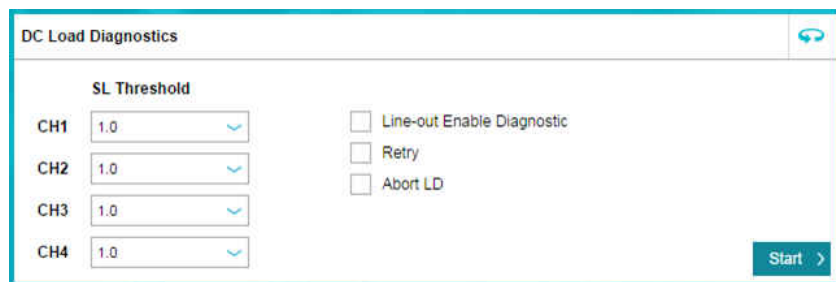 DC Load Diagnostics
SL Threshold
CH1 1.0
CH2 1.0
CH3 1.0
CH4 1.0
Line-out Enable Diagnostic
Retry
Abort LD
Start